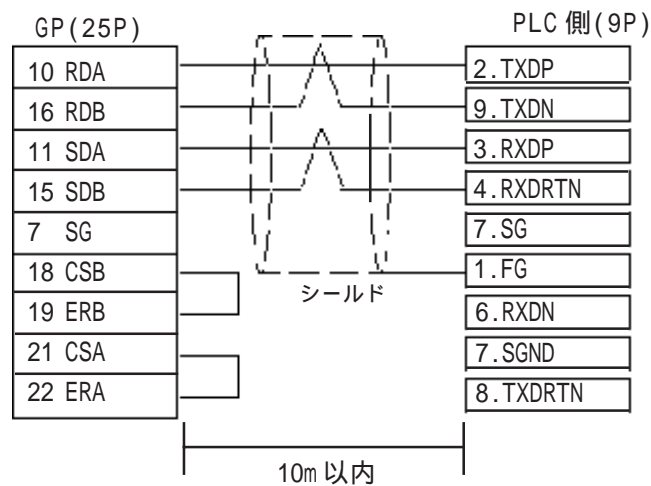 GP(25P)
PLC 側(9P)
10 RDA
2.TXDP
16 RDB
9.TXDN
11 SDA
3.RXDP
15 SDB
4.RXDRTN
7 SG
7.SG
18 CSB
1.FG
シールド
19 ERB
6.RXDN
21 CSA
7.SGND
22 ERA
8.TXDRTN
10m 以内